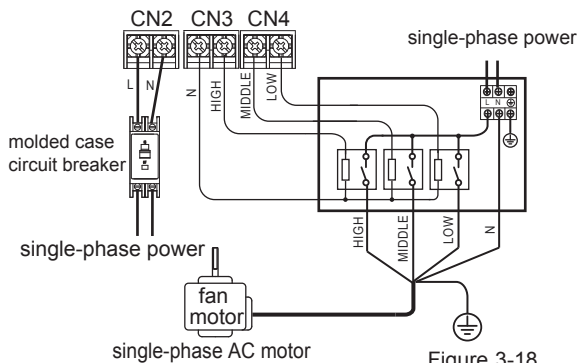 CN2 CN3 CN4
single-phase power
L N
N
HIGH
MIDDLE
LOW
L N
molded case
circuit breaker
single-phase power
HIGH
MIDDLE
LOW
N
fan
motor
single-phase AC motor
Figure 3-18